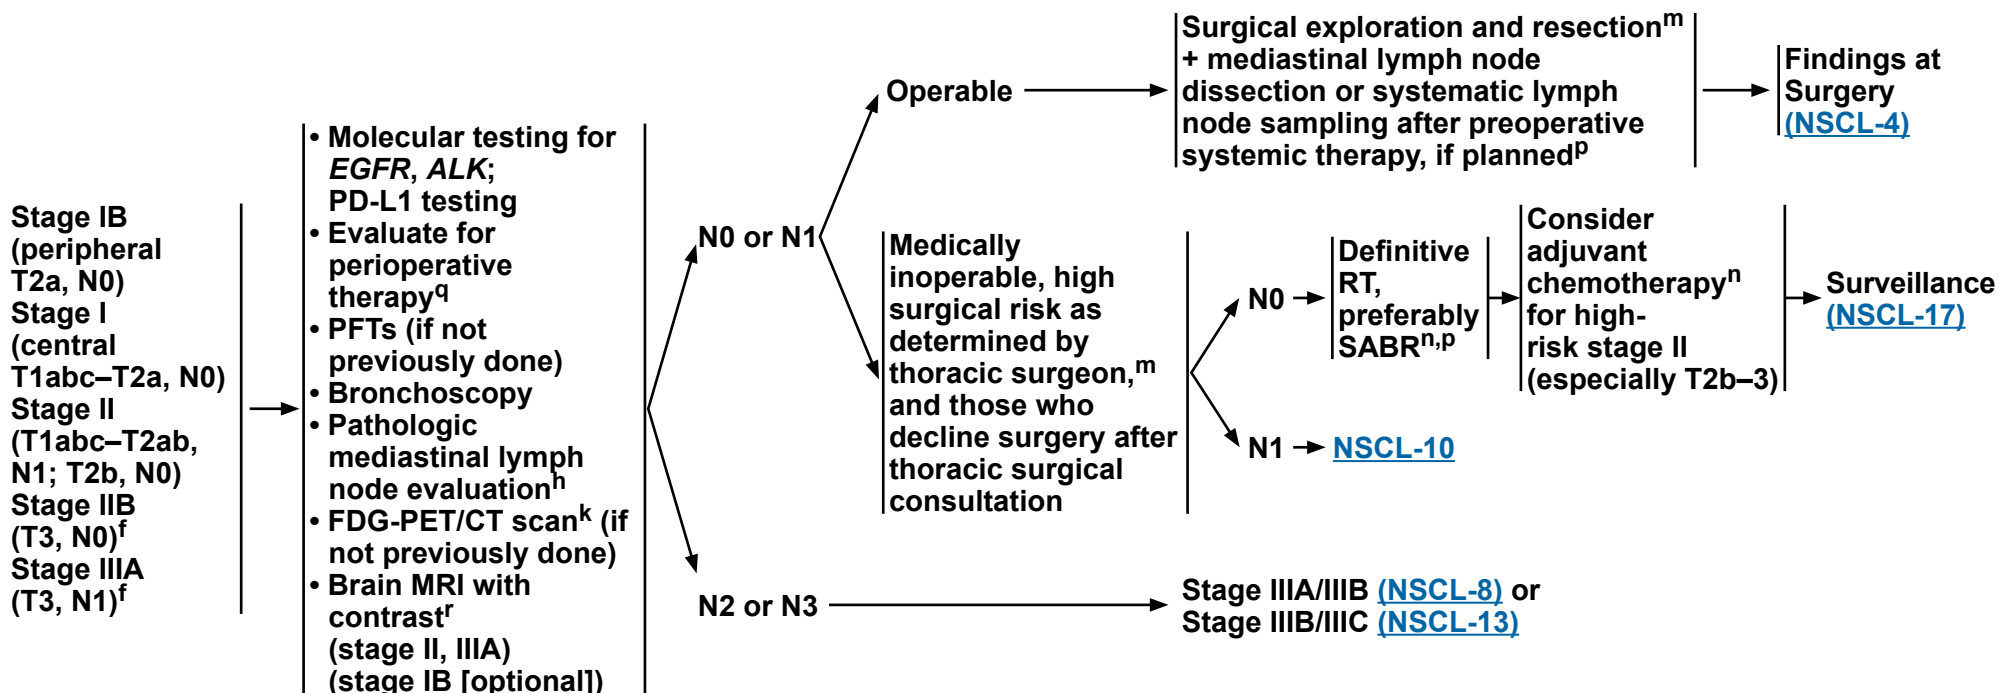 Stage IB
(peripheral
T2a, N0)
Stage I
(central
T1abc–T2a, N0)
Stage II
(T1abc–T2ab,
N1; T2b, N0)
Stage IIB
(T3, N0)f
Stage IIIA
(T3, N1)f
• Molecular testing for
EGFR, ALK;
PD-L1 testing
• Evaluate for
perioperative
therapyq
• PFTs (if not
previously done)
• Bronchoscopy
• Pathologic
mediastinal lymph
node evaluationh
• FDG-PET/CT scank (if
not previously done)
• Brain MRI with
contrastr
(stage II, IIIA)
(stage IB [optional])
N0 or N1
Operable
Surgical exploration and resectionm
+ mediastinal lymph node
dissection or systematic lymph
node sampling after preoperative
systemic therapy, if plannedp
Findings at
Surgery
(NSCL-4)
Medically
inoperable, high
surgical risk as
determined by
thoracic surgeon,m
and those who
decline surgery after
thoracic surgical
consultation
N0
Definitive
RT,
preferably
SABRn,p
Consider
adjuvant
chemotherapyn
for high-
risk stage II
(especially T2b–3)
Surveillance
(NSCL-17)
N1
NSCL-10
N2 or N3
Stage IIIA/IIIB (NSCL-8) or
Stage IIIB/IIIC (NSCL-13)